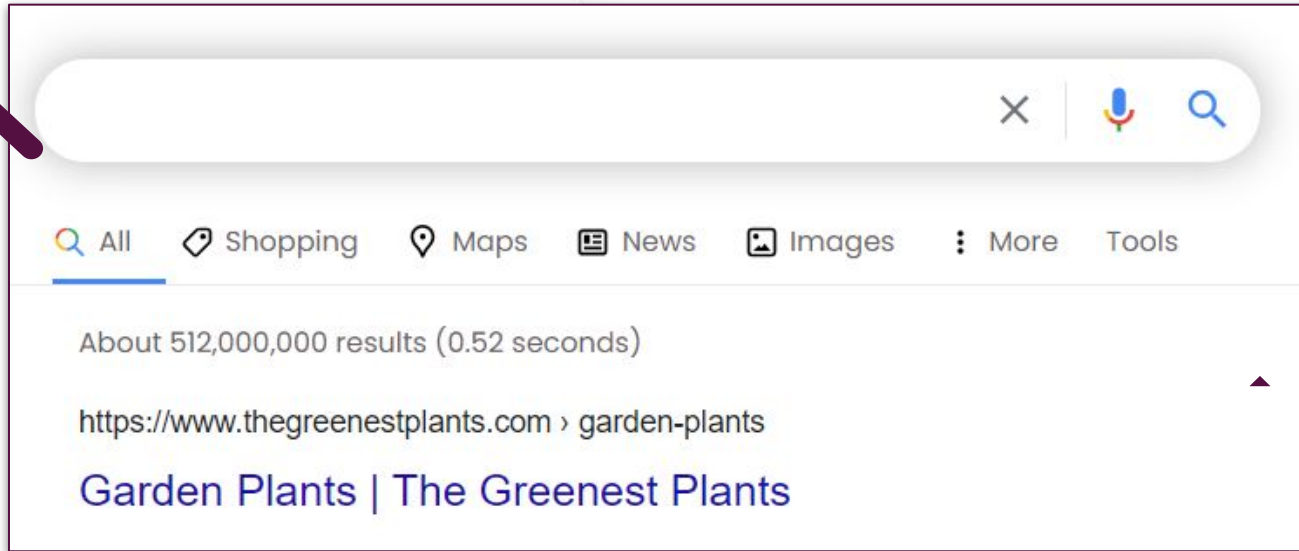 All Shopping Maps News Images More Tools
About 512,000,000 results (0.52 seconds)
https://www.thegreenestplants.com › garden-plants
Garden Plants | The Greenest Plants